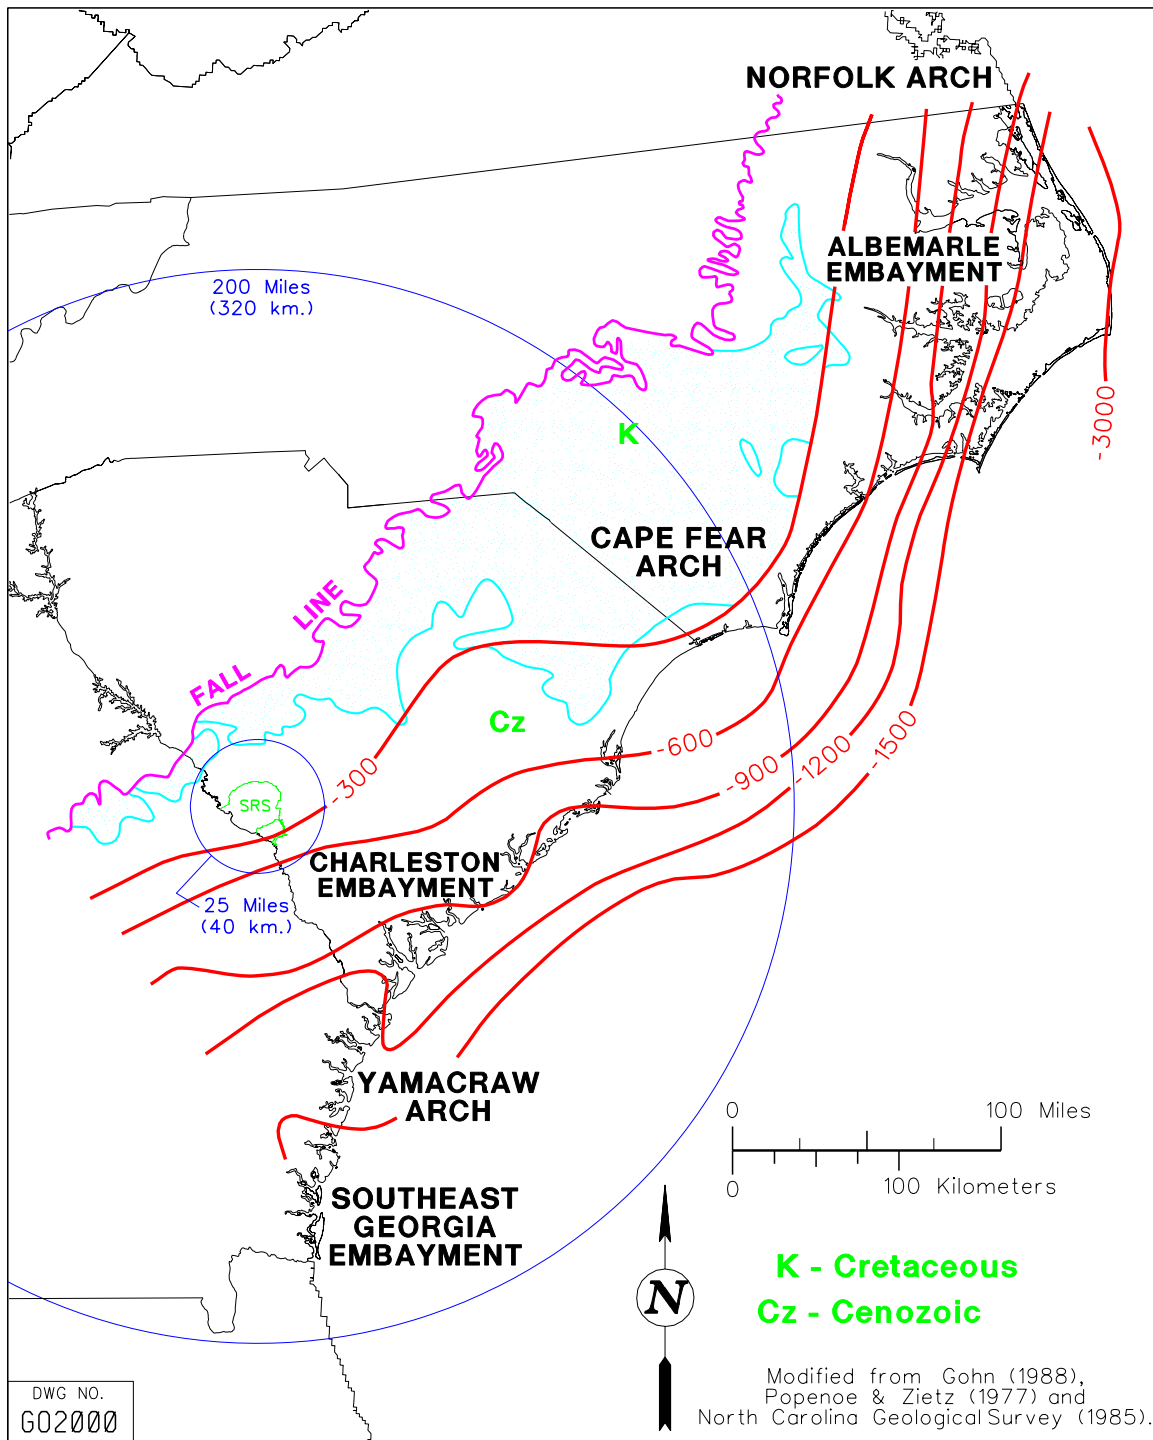 NORFOLK ARCH
ALBEMARLE
EMBAYMENT
200 Miles
(320 km.)
-3000
K
CAPE FEAR
ARCH
LINE
FALL
Cz
-600
-300
-900
-1200
-1500
SRS
CHARLESTON
EMBAYMENT
25 Miles
(40 km.)
YAMACRAW
ARCH
0
100 Miles
0
100 Kilometers
SOUTHEAST
GEORGIA
EMBAYMENT
K - Cretaceous
N
Cz - Cenozoic
Modified from Gohn (1988),
Popenoe & Zietz (1977) and
North Carolina Geological Survey (1985).
DWG NO.
GO2000